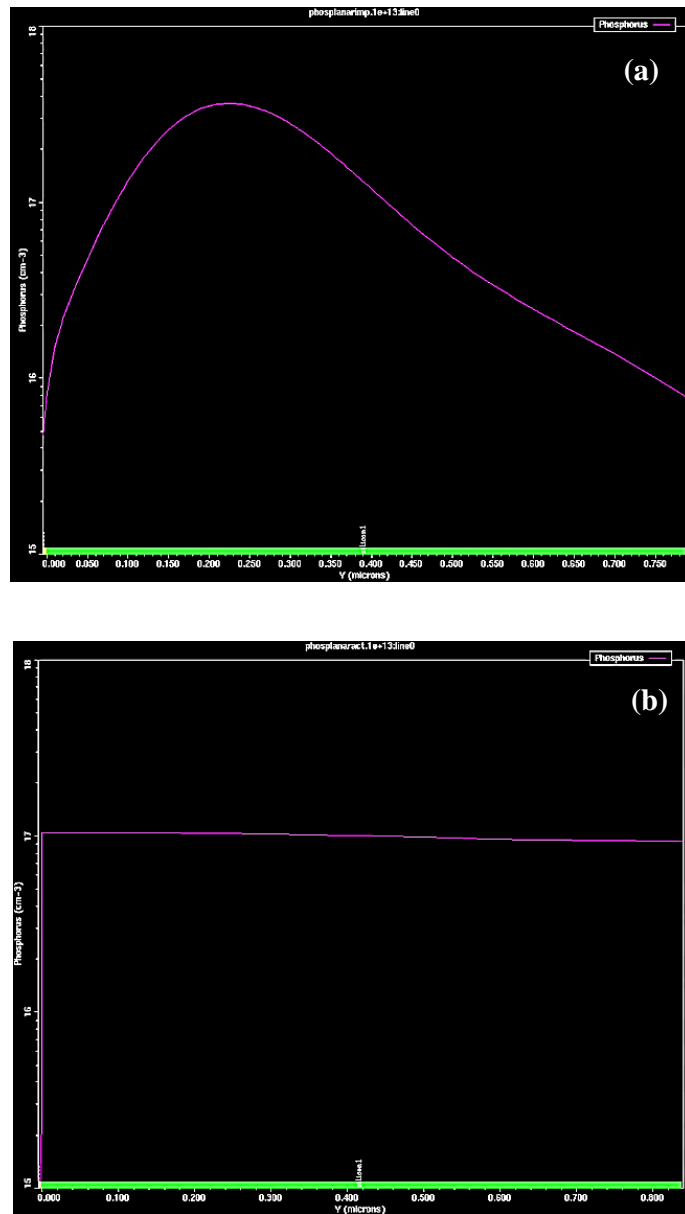 phosplanarimp.1e+13:line0
Phosphorus
(a)
18
17
16
15
Phosphorus (cm-3)
silicon1
0.000 0.050 0.100 0.150 0.200 0.250 0.300 0.350 0.400 0.450 0.500 0.550 0.600 0.650 0.700 0.750
Y (microns)
phosplanaract.1e+13:line0
Phosphorus
(b)
18
17
16
15
Phosphorus (cm-3)
silicon1
0.000 0.100 0.200 0.300 0.400 0.500 0.600 0.700 0.800
Y (microns)